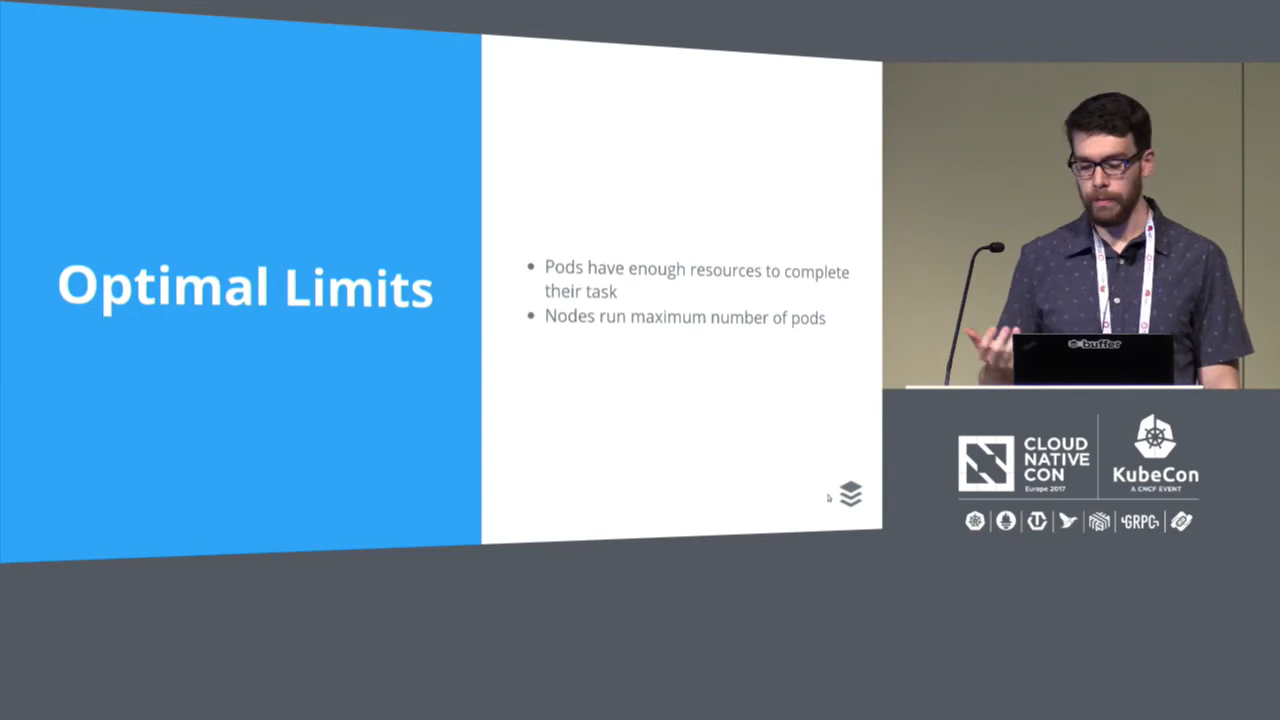 Optimal Limits
• Pods have enough resources to complete
their task
• Nodes run maximum number of pods
buffer
CLOUD
NATIVE
CON
Europe 2017
KubeCon
A CNCF EVENT
GRPC